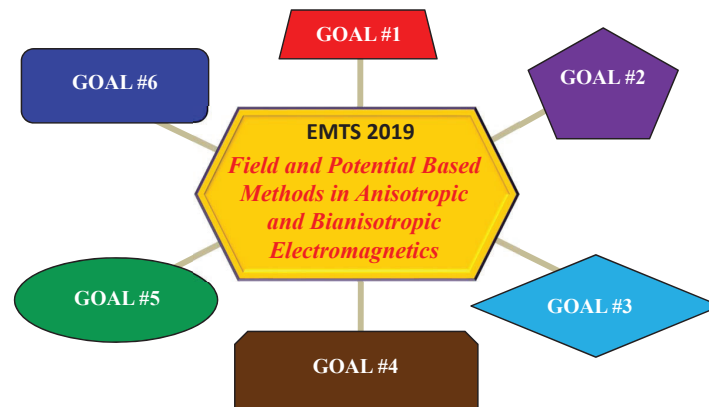 GOAL #1
GOAL #6
GOAL #2
EMTS 2019
Field and Potential Based
Methods in Anisotropic
and Bianisotropic
Electromagnetics
GOAL #5
GOAL #3
GOAL #4